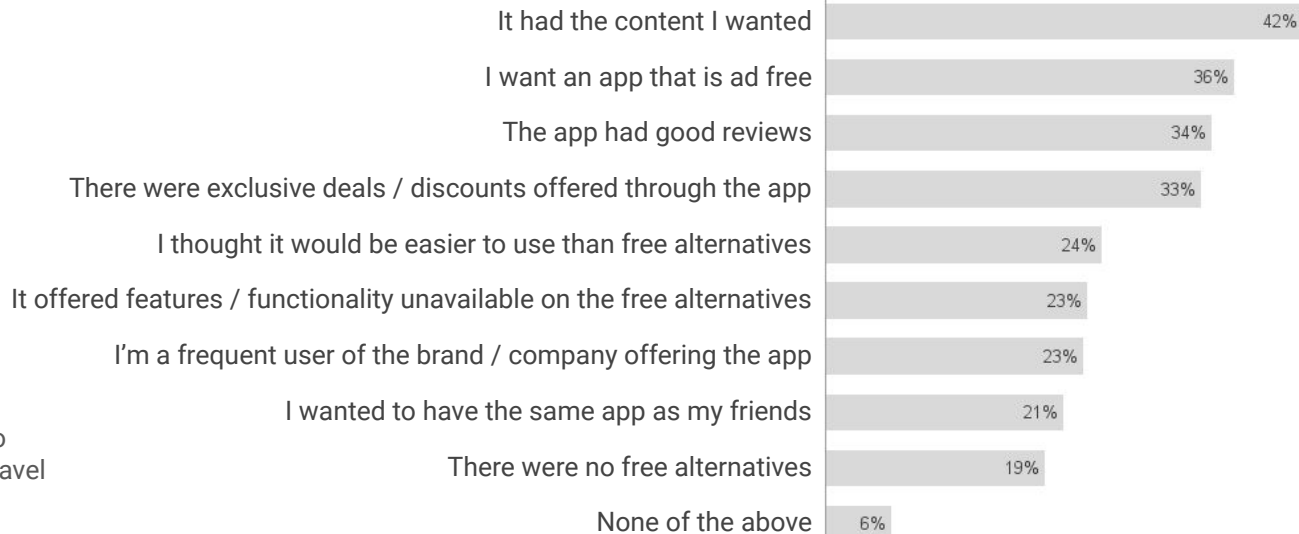 It had the content I wanted 42%
I want an app that is ad free 36%
The app had good reviews 34%
There were exclusive deals / discounts offered through the app 33%
I thought it would be easier to use than free alternatives 24%
It offered features / functionality unavailable on the free alternatives 23%
I'm a frequent user of the brand / company offering the app 23%
I wanted to have the same app as my friends 21%
There were no free alternatives 19%
None of the above 6%